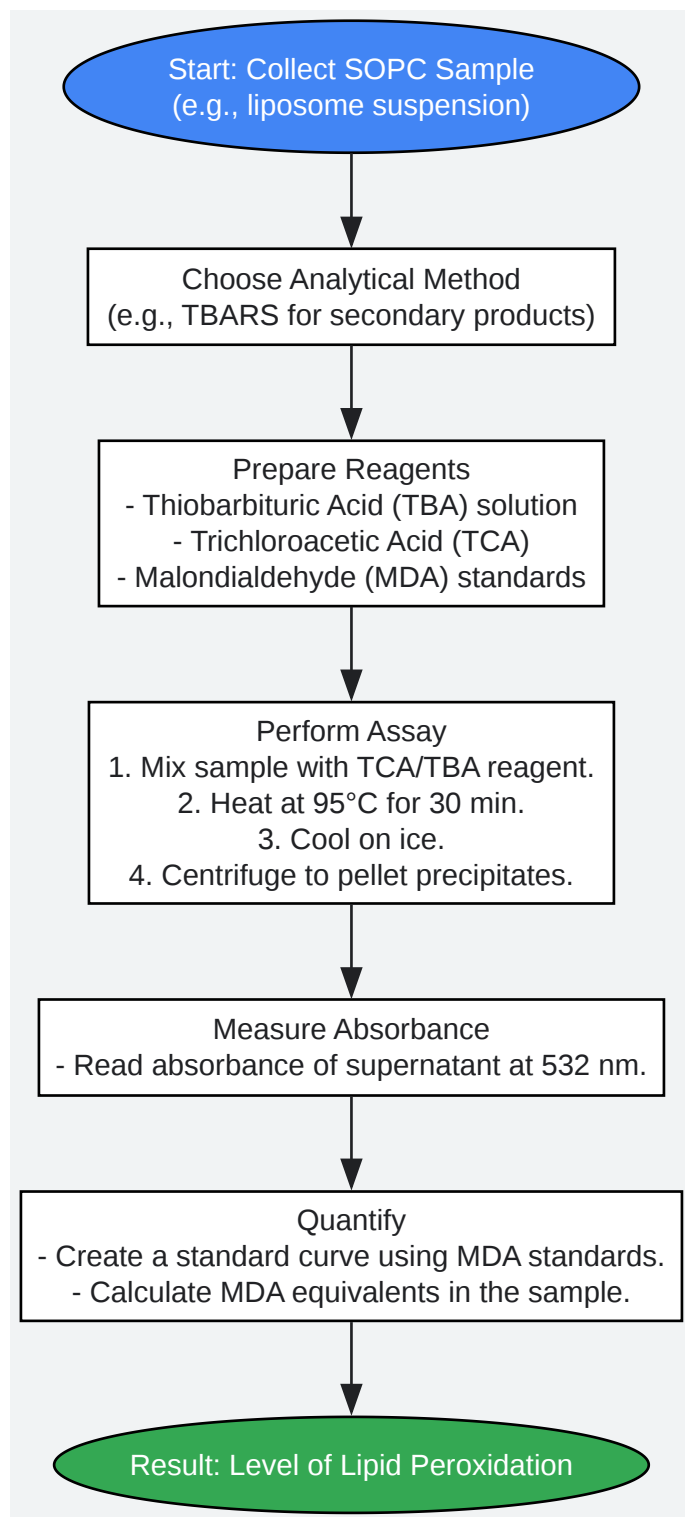 Start: Collect SOPC Sample
(e.g., liposome suspension)
Choose Analytical Method
(e.g., TBARS for secondary products)
Prepare Reagents
- Thiobarbituric Acid (TBA) solution
- Trichloroacetic Acid (TCA)
- Malondialdehyde (MDA) standards
Perform Assay
1. Mix sample with TCA/TBA reagent.
2. Heat at 95°C for 30 min.
3. Cool on ice.
4. Centrifuge to pellet precipitates.
Measure Absorbance
- Read absorbance of supernatant at 532 nm.
Quantify
- Create a standard curve using MDA standards.
- Calculate MDA equivalents in the sample.
Result: Level of Lipid Peroxidation